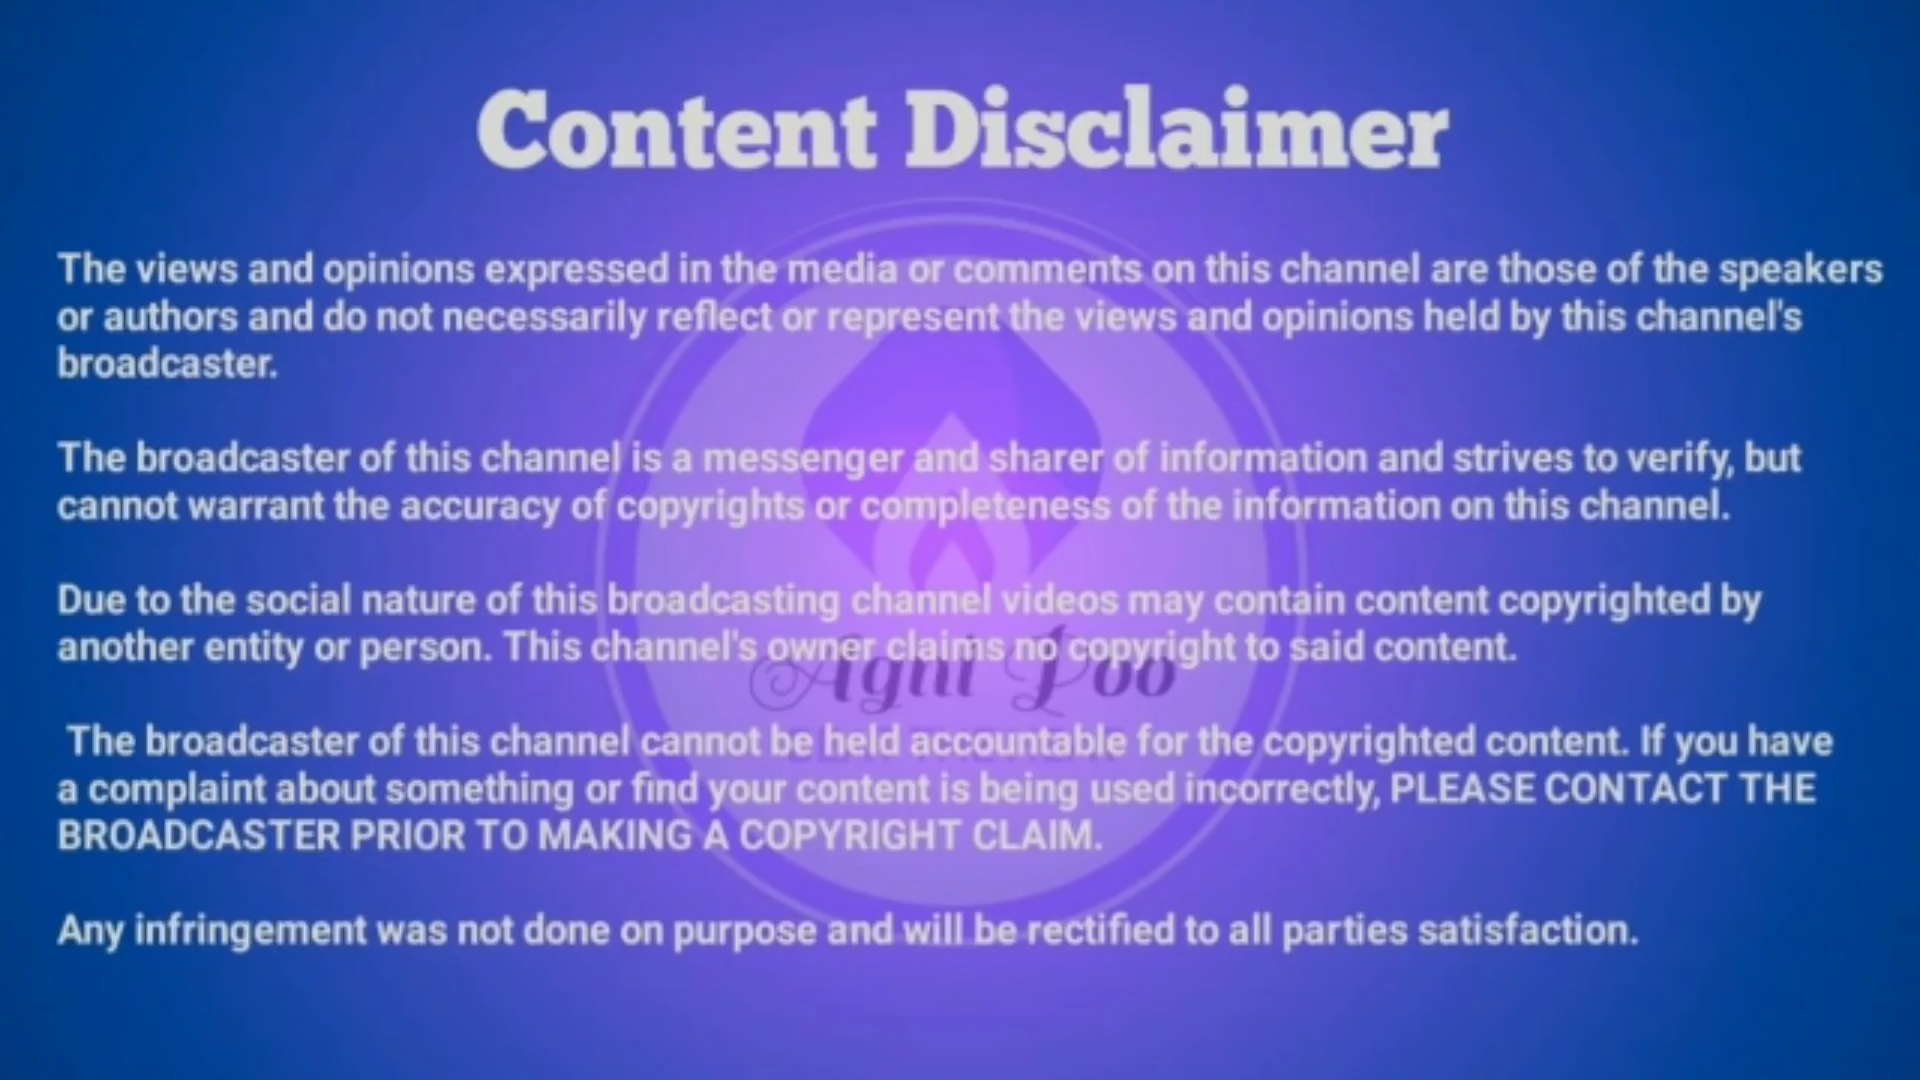 Content Disclaimer
The views and opinions expressed in the media or comments on this channel are those of the speakers
or authors and do not necessarily reflect or represent the views and opinions held by this channel's
broadcaster.
The broadcaster of this channel is a messenger and sharer of information and strives to verify, but
cannot warrant the accuracy of copyrights or completeness of the information on this channel.
Due to the social nature of this broadcasting channel videos may contain content copyrighted by
another entity or person. This channel's owner claims no copyright to said content.
Agni Poo
The broadcaster of this channel cannot be held accountable for the copyrighted content. If you have
a complaint about something or find your content is being used incorrectly, PLEASE CONTACT THE
BROADCASTER PRIOR TO MAKING A COPYRIGHT CLAIM.
Any infringement was not done on purpose and will be rectified to all parties satisfaction.